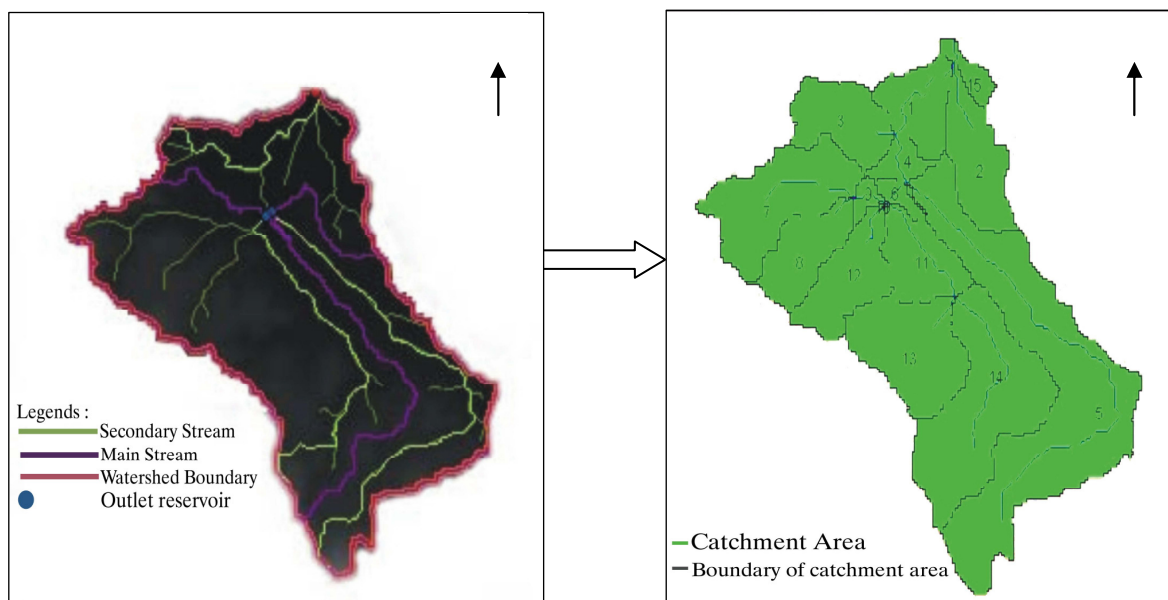 Legends :
Secondary Stream
Main Stream
Watershed Boundary
Outlet reservoir
15
1
3
2
4
6
7
8
12
11
13
14
5
Catchment Area
Boundary of catchment area